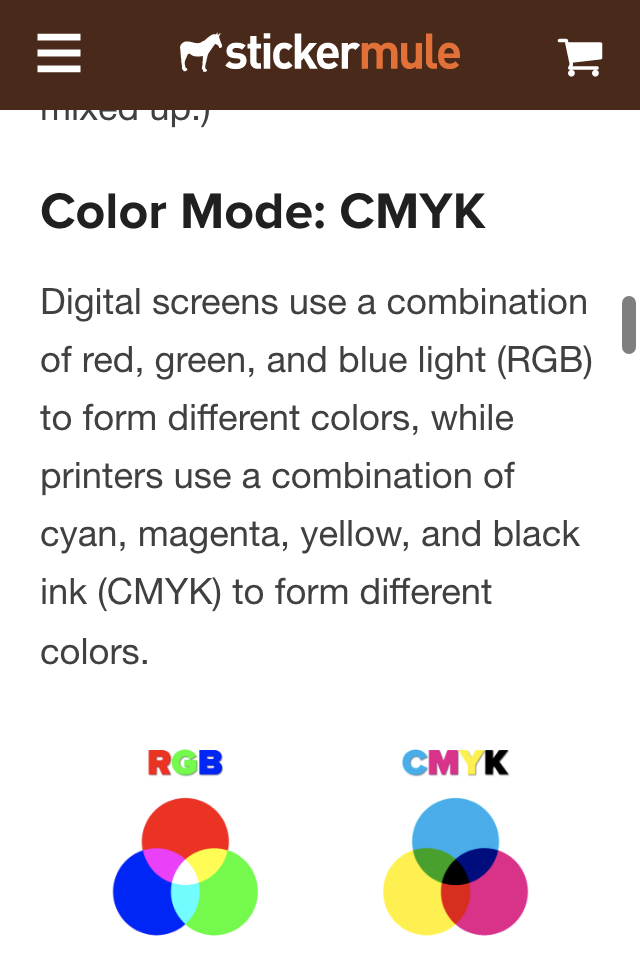 stickermule
mixed up.)
Color Mode: CMYK
Digital screens use a combination
of red, green, and blue light (RGB)
to form different colors, while
printers use a combination of
cyan, magenta, yellow, and black
ink (CMYK) to form different
colors.
RGB
CMYK